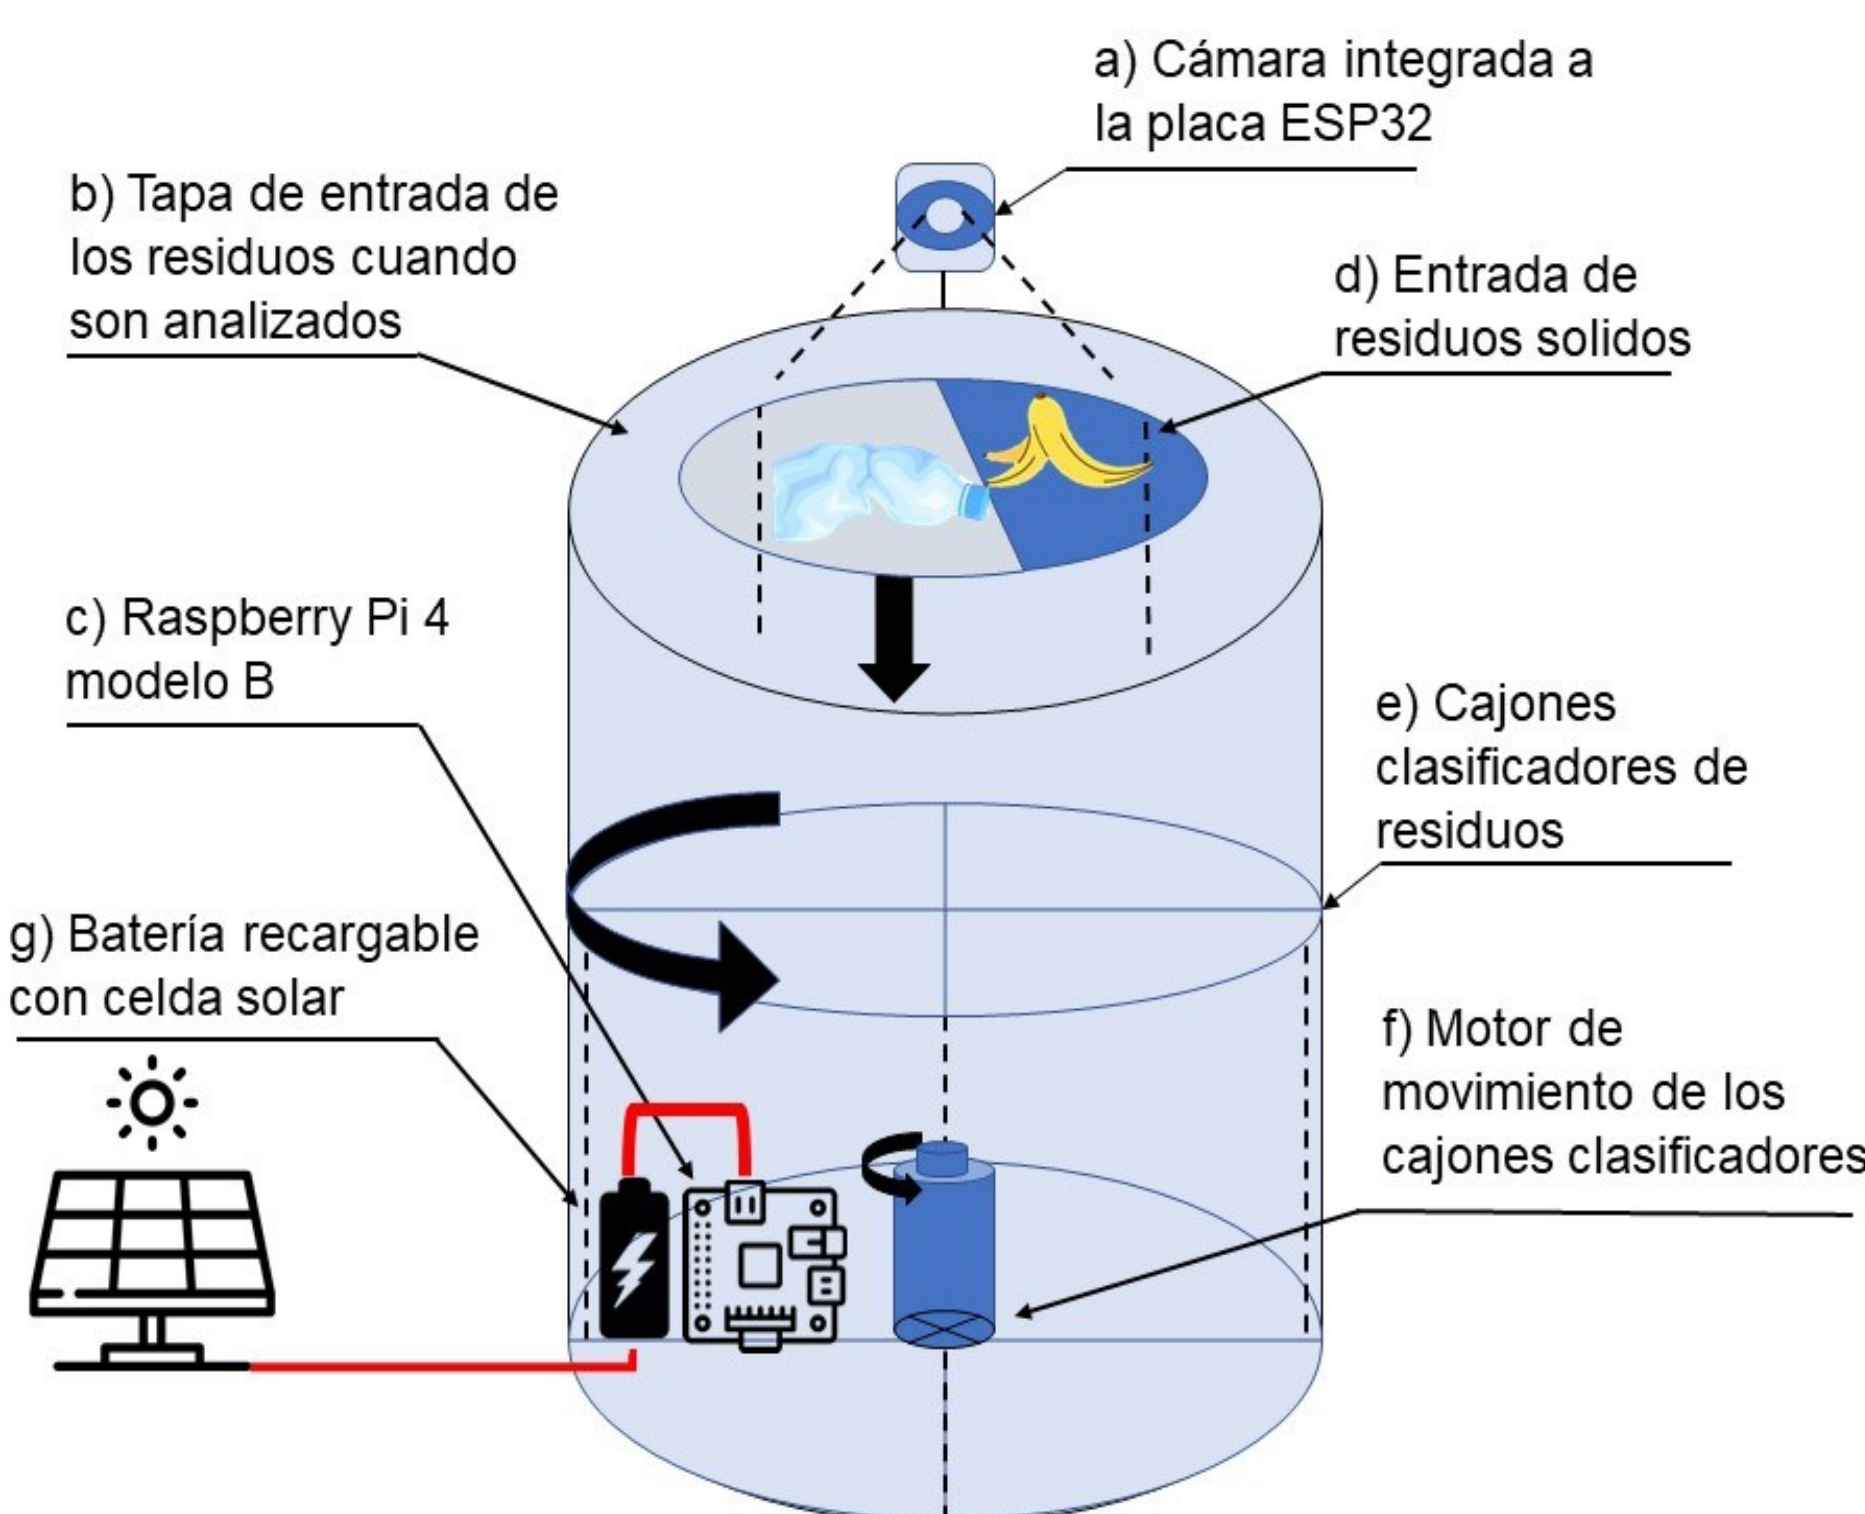 a) Cámara integrada a
la placa ESP32
b) Tapa de entrada de
los residuos cuando
son analizados
d) Entrada de
residuos solidos
c) Raspberry Pi 4
modelo B
e) Cajones
clasificadores de
residuos
g) Batería recargable
con celda solar
f) Motor de
movimiento de los
cajones clasificadores